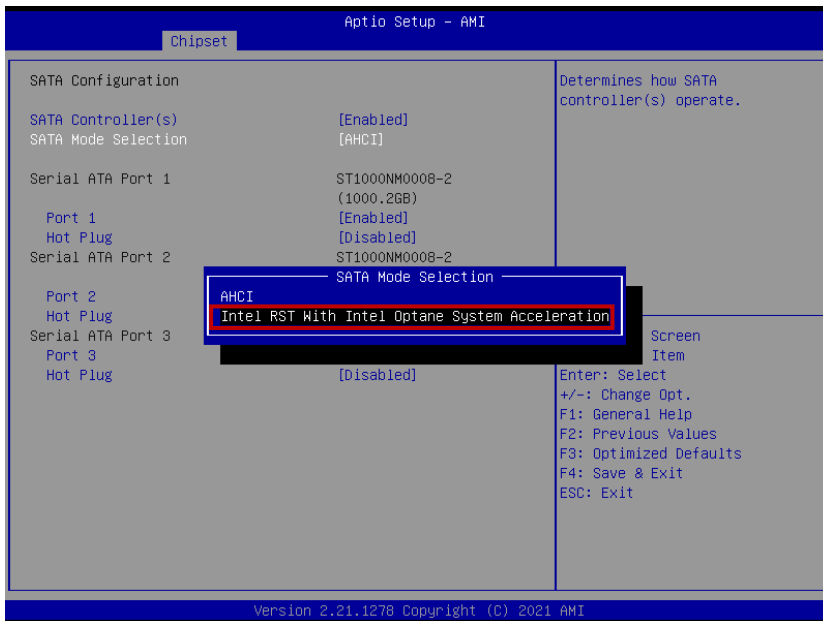 Aptio Setup – AMI
Chipset
SATA Configuration
SATA Controller(s) [Enabled]
SATA Mode Selection [AHCI]
Serial ATA Port 1 ST1000NM0008-2
(1000.2GB)
Port 1 [Enabled]
Hot Plug [Disabled]
Serial ATA Port 2 ST1000NM0008-2
Port 2
Hot Plug
Serial ATA Port 3
Port 3
Hot Plug [Disabled]
SATA Mode Selection
AHCI
Intel RST With Intel Optane System Acceleration
Determines how SATA
controller(s) operate.
Screen
Item
Enter: Select
+/-: Change Opt.
F1: General Help
F2: Previous Values
F3: Optimized Defaults
F4: Save & Exit
ESC: Exit
Version 2.21.1278 Copyright (C) 2021 AMI